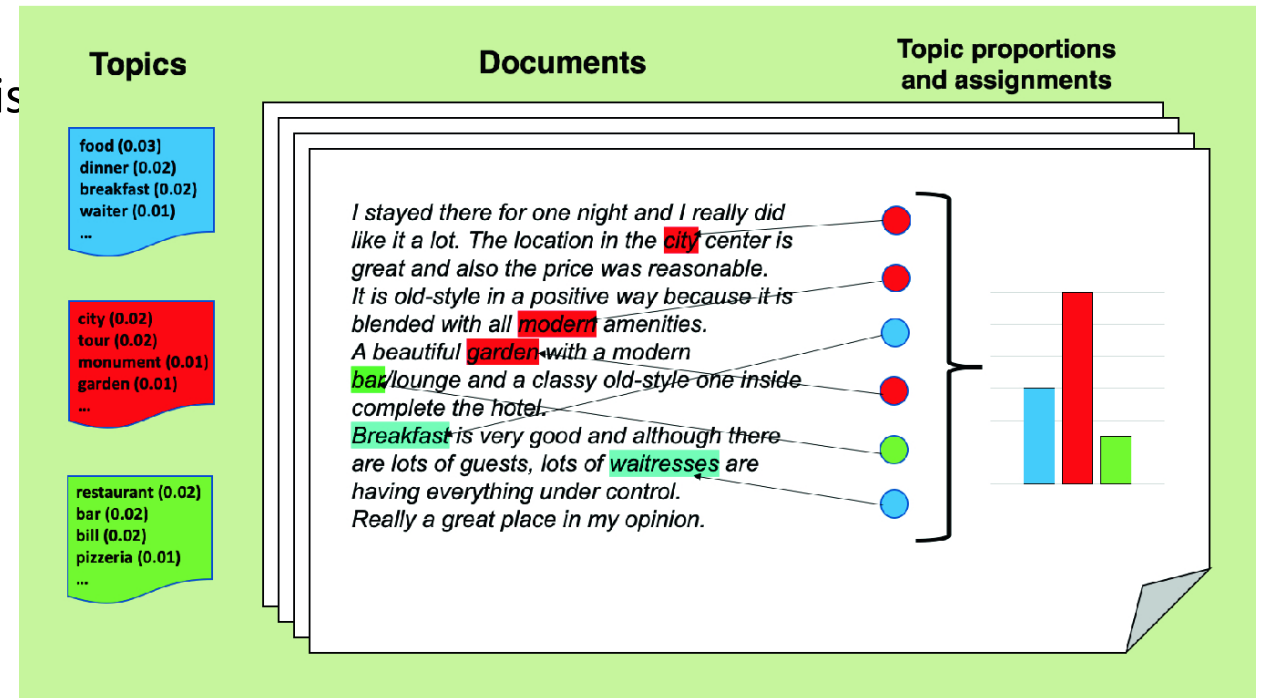 is
Topics
Documents
Topic proportions
and assignments
food (0.03)
dinner (0.02)
breakfast (0.02)
waiter (0.01)
...
city (0.02)
tour (0.02)
monument (0.01)
garden (0.01)
...
restaurant (0.02)
bar (0.02)
bill (0.02)
pizzeria (0.01)
...
I stayed there for one night and I really did
like it a lot. The location in the city center is
great and also the price was reasonable.
It is old-style in a positive way because it is
blended with all modern amenities.
A beautiful garden with a modern
bar/lounge and a classy old-style one inside
complete the hotel.
Breakfast is very good and although there
are lots of guests, lots of waitresses are
having everything under control.
Really a great place in my opinion.